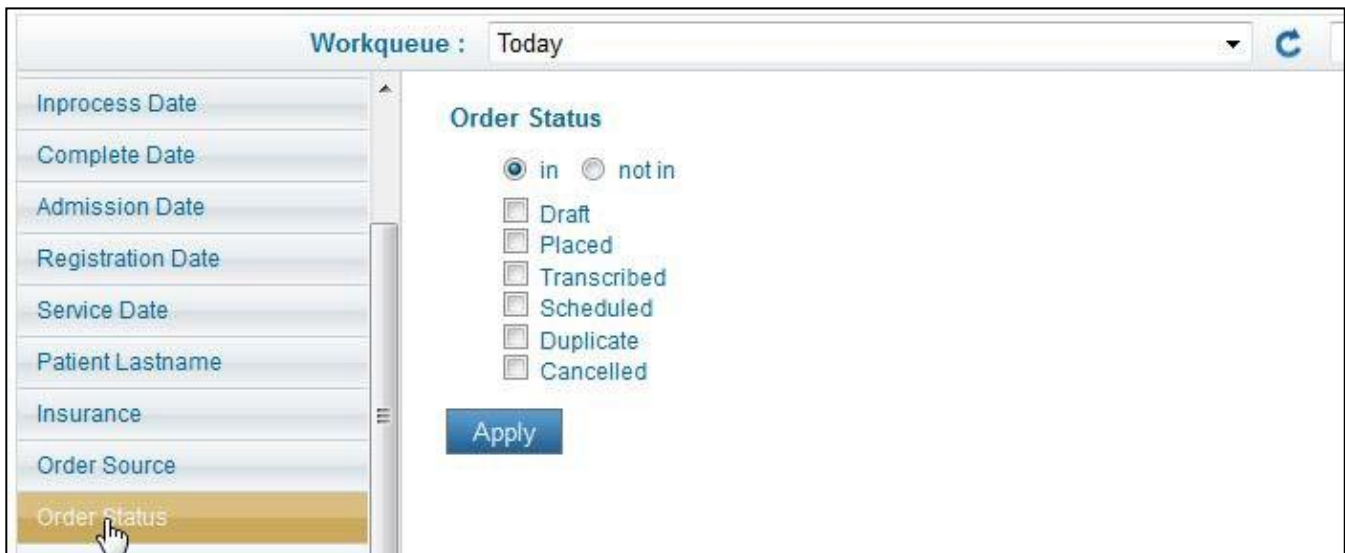 Workqueue : Today
Inprocess Date
Complete Date
Admission Date
Registration Date
Service Date
Patient Lastname
Insurance
Order Source
Order Status
Order Status
in not in
Draft
Placed
Transcribed
Scheduled
Duplicate
Cancelled
Apply